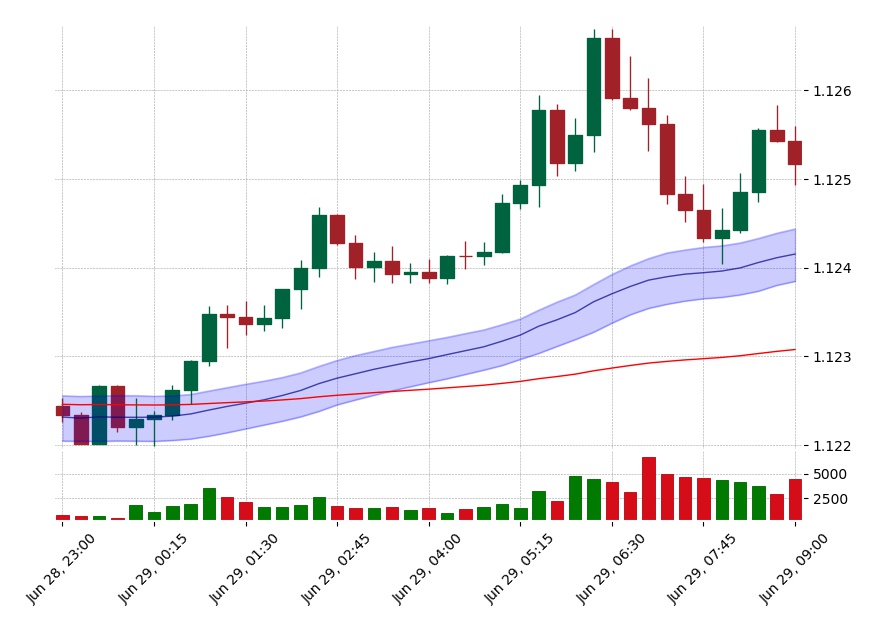 1.126
1.125
1.124
1.123
1.122
5000
2500
Jun 28, 23:00
Jun 29, 00:15
Jun 29, 01:30
Jun 29, 02:45
Jun 29, 04:00
Jun 29, 05:15
Jun 29, 06:30
Jun 29, 07:45
Jun 29, 09:00